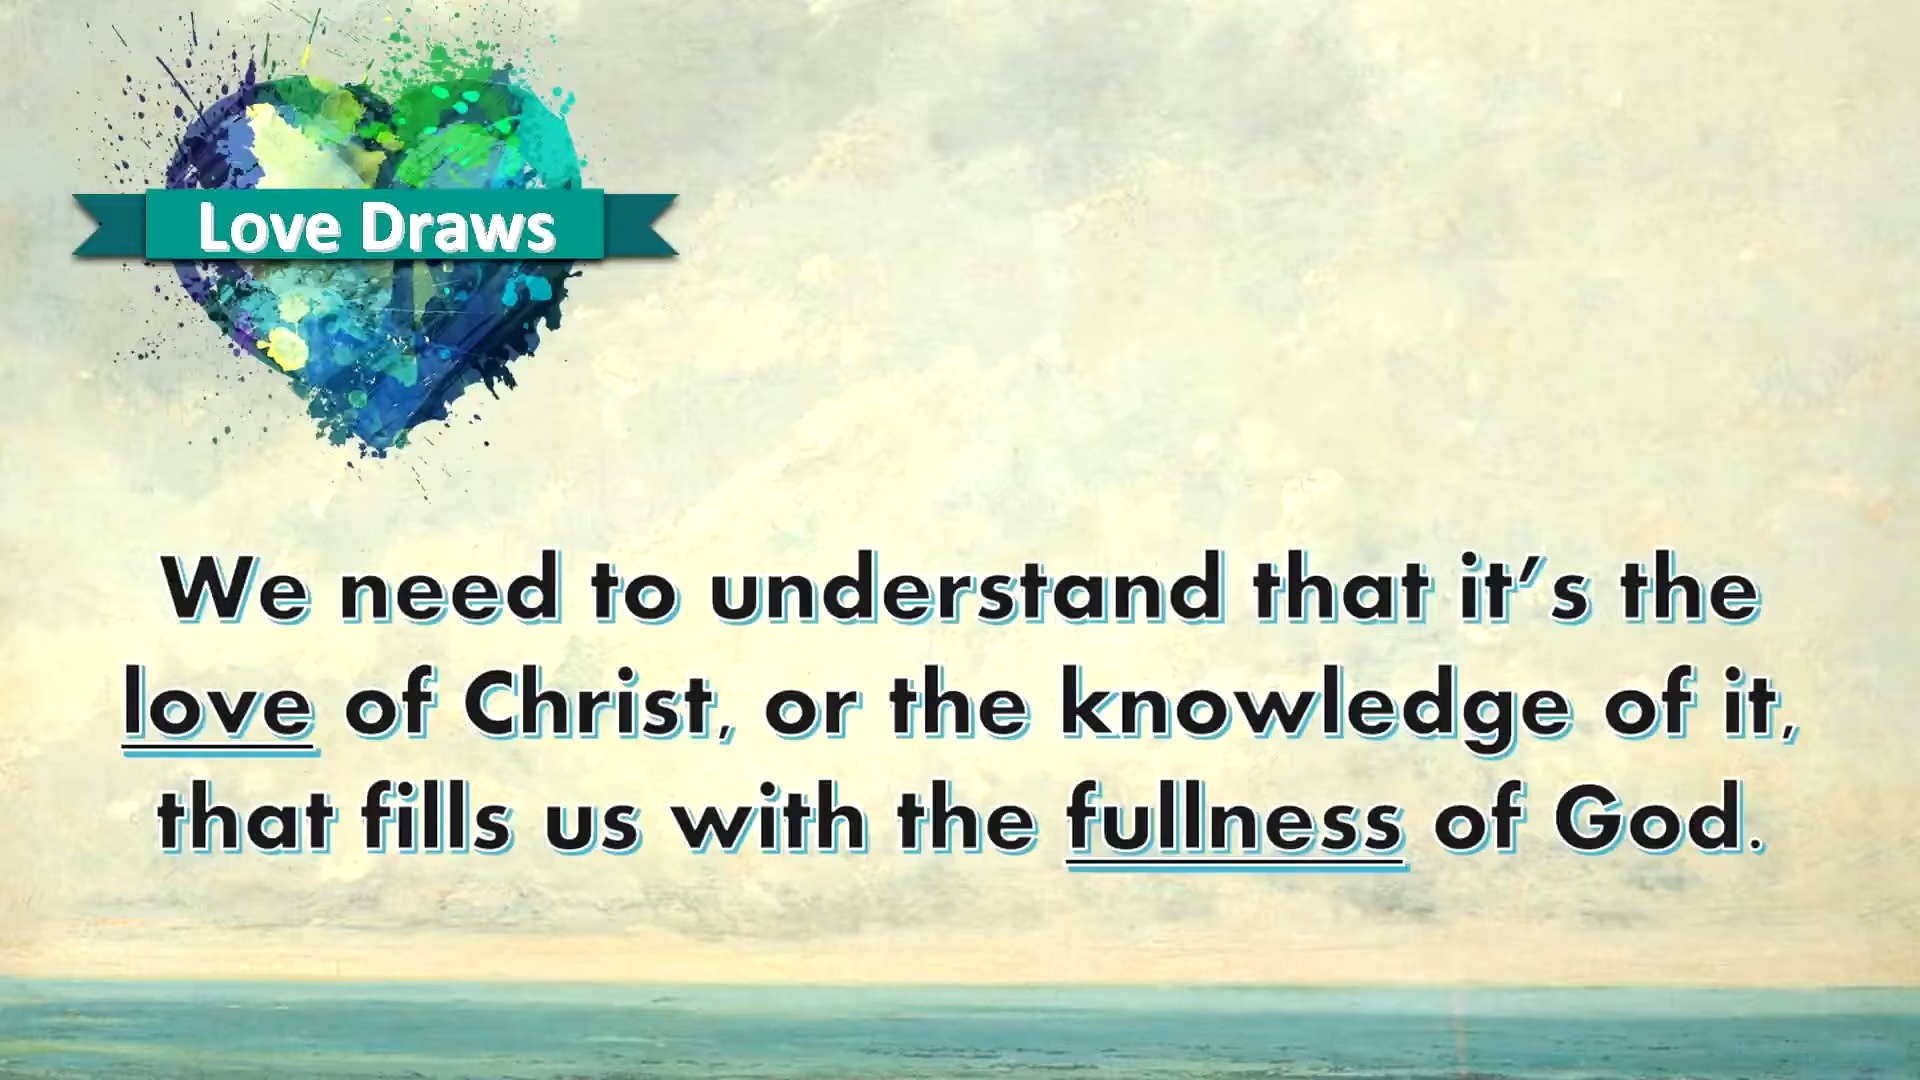 Love Draws
We need to understand that it’s the
love of Christ, or the knowledge of it,
that fills us with the fullness of God.